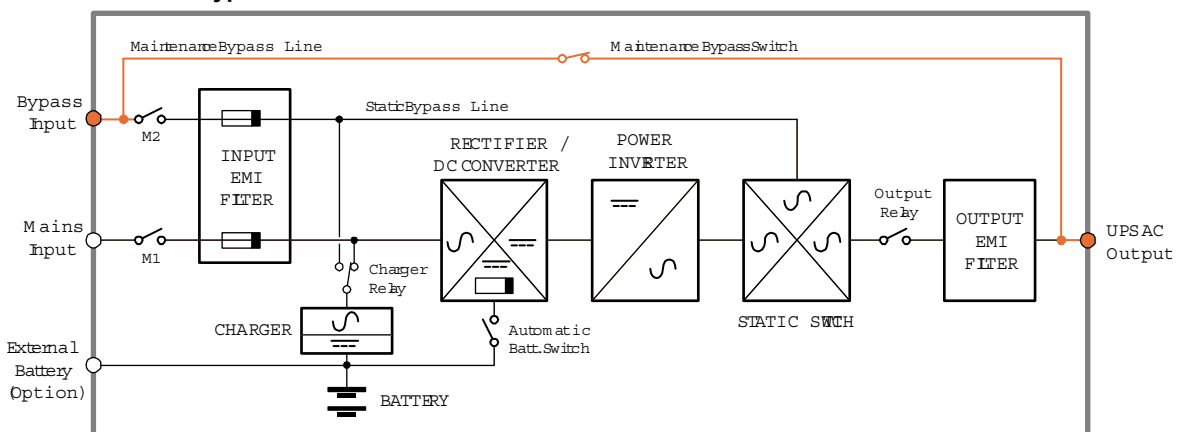 Maintenance Bypass Line
Maintenance Bypass Switch
Bypass
Input
M2
INPUT
EMI
FILTER
Static Bypass Line
RECTIFIER /
DC CONVERTER
POWER
INVERTER
Output
Relay
OUTPUT
EMI
FILTER
UPS AC
Output
Mains
Input
M1
Charger
Relay
CHARGER
Automatic
Batt. Switch
STATIC SWITCH
External
Battery
(Option)
BATTERY